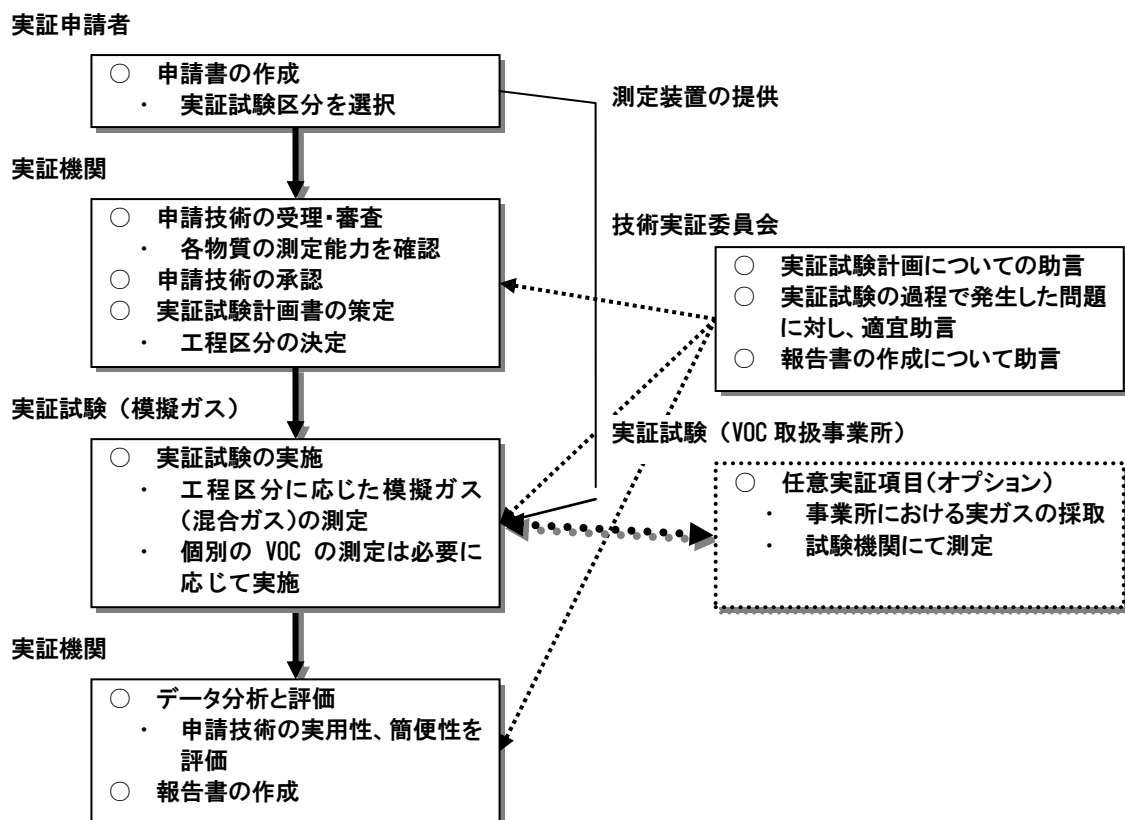 実証申請者
○ 申請書の作成
・ 実証試験区分を選択
測定装置の提供
実証機関
○ 申請技術の受理・審査
・ 各物質の測定能力を確認
○ 申請技術の承認
○ 実証試験計画書の策定
・ 工程区分の決定
技術実証委員会
○ 実証試験計画についての助言
○ 実証試験の過程で発生した問題
に対し、適宜助言
○ 報告書の作成について助言
実証試験（模擬ガス）
○ 実証試験の実施
・ 工程区分に応じた模擬ガス
（混合ガス）の測定
・ 個別の VOC の測定は必要に
応じて実施
実証試験（VOC 取扱事業所）
○ 任意実証項目（オプション）
・ 事業所における実ガスの採取
・ 試験機関にて測定
実証機関
○ データ分析と評価
・ 申請技術の実用性、簡便性を
評価
○ 報告書の作成